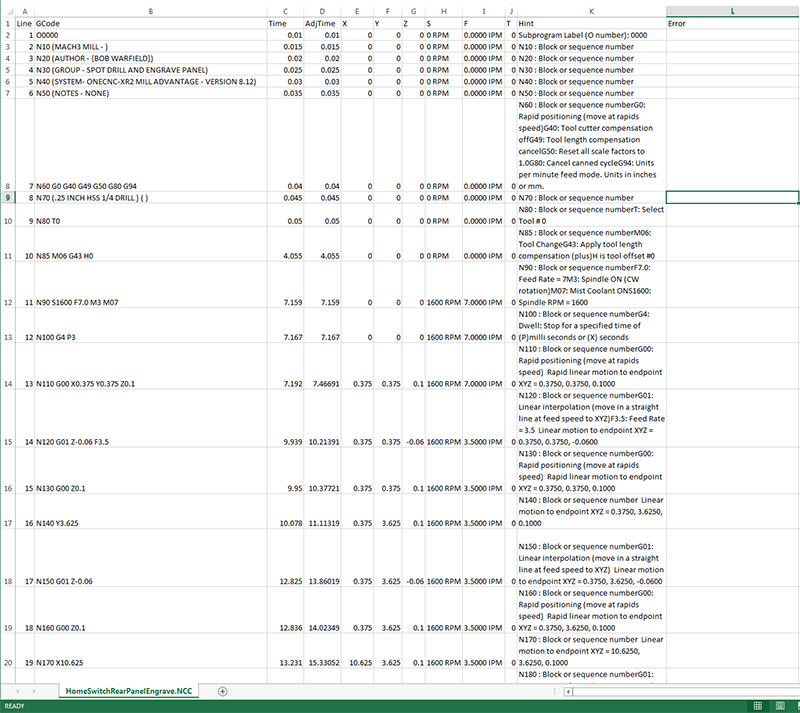 A B C D E F G H I J K L
1 Line GCode Time AdjTime X Y Z S F T Hint Error
2 1 O0000 0.01 0.01 0 0 0 0 RPM 0.0000 IPM 0 Subprogram Label (O number): 0000
3 2 N10 (MACH3 MILL - ) 0.015 0.015 0 0 0 0 RPM 0.0000 IPM 0 N10 : Block or sequence number
4 3 N20 (AUTHOR - {BOB WARFIELD}) 0.02 0.02 0 0 0 0 RPM 0.0000 IPM 0 N20 : Block or sequence number
5 4 N30 (GROUP - SPOT DRILL AND ENGRAVE PANEL) 0.025 0.025 0 0 0 0 RPM 0.0000 IPM 0 N30 : Block or sequence number
6 5 N40 (SYSTEM- ONECNC-XR2 MILL ADVANTAGE - VERSION 8.12) 0.03 0.03 0 0 0 0 RPM 0.0000 IPM 0 N40 : Block or sequence number
7 6 N50 (NOTES - NONE) 0.035 0.035 0 0 0 0 RPM 0.0000 IPM 0 N50 : Block or sequence number
N60 : Block or sequence numberG0:
Rapid positioning (move at rapids
speed)G40: Tool cutter compensation
offG49: Tool length compensation
cancelG50: Reset all scale factors to
1.0G80: Cancel canned cycleG94: Units
per minute feed mode. Units in inches
8 7 N60 G0 G40 G49 G50 G80 G94 0.04 0.04 0 0 0 0 RPM 0.0000 IPM 0 or mm.
9 8 N70 (.25 INCH HSS 1/4 DRILL ) ( ) 0.045 0.045 0 0 0 0 RPM 0.0000 IPM 0 N70 : Block or sequence number
N80 : Block or sequence numberT: Select
10 9 N80 T0 0.05 0.05 0 0 0 0 RPM 0.0000 IPM 0 Tool # 0
N85 : Block or sequence numberM06:
Tool ChangeG43: Apply tool length
11 10 N85 M06 G43 H0 4.055 4.055 0 0 0 0 RPM 0.0000 IPM 0 compensation (plus)H is tool offset #0
N90 : Block or sequence numberF7.0:
Feed Rate = 7M3: Spindle ON (CW
rotation)M07: Mist Coolant ONS1600:
12 11 N90 S1600 F7.0 M3 M07 7.159 7.159 0 0 0 1600 RPM 7.0000 IPM 0 Spindle RPM = 1600
N100 : Block or sequence numberG4:
Dwell: Stop for a specified time of
13 12 N100 G4 P3 7.167 7.167 0 0 0 1600 RPM 7.0000 IPM 0 (P)milli seconds or (X) seconds
N110 : Block or sequence numberG00:
Rapid positioning (move at rapids
speed) Rapid linear motion to endpoint
14 13 N110 G00 X0.375 Y0.375 Z0.1 7.192 7.46691 0.375 0.375 0.1 1600 RPM 7.0000 IPM 0 XYZ = 0.3750, 0.3750, 0.1000
N120 : Block or sequence numberG01:
Linear interpolation (move in a straight
line at feed speed to XYZ)F3.5: Feed Rate
= 3.5 Linear motion to endpoint XYZ =
15 14 N120 G01 Z-0.06 F3.5 9.939 10.21391 0.375 0.375 -0.06 1600 RPM 3.5000 IPM 0 0.3750, 0.3750, -0.0600
N130 : Block or sequence numberG00:
Rapid positioning (move at rapids
speed) Rapid linear motion to endpoint
16 15 N130 G00 Z0.1 9.95 10.37721 0.375 0.375 0.1 1600 RPM 3.5000 IPM 0 XYZ = 0.3750, 0.3750, 0.1000
N140 : Block or sequence number Linear
motion to endpoint XYZ = 0.3750, 3.6250,
17 16 N140 Y3.625 10.078 11.11319 0.375 3.625 0.1 1600 RPM 3.5000 IPM 0 0.1000
N150 : Block or sequence numberG01:
Linear interpolation (move in a straight
line at feed speed to XYZ) Linear motion
18 17 N150 G01 Z-0.06 12.825 13.86019 0.375 3.625 -0.06 1600 RPM 3.5000 IPM 0 to endpoint XYZ = 0.3750, 3.6250, -0.0600
N160 : Block or sequence numberG00:
Rapid positioning (move at rapids
speed) Rapid linear motion to endpoint
19 18 N160 G00 Z0.1 12.836 14.02349 0.375 3.625 0.1 1600 RPM 3.5000 IPM 0 XYZ = 0.3750, 3.6250, 0.1000
N170 : Block or sequence number Linear
motion to endpoint XYZ = 10.6250,
20 19 N170 X10.625 13.231 15.33052 10.625 3.625 0.1 1600 RPM 3.5000 IPM 0 3.6250, 0.1000
N180 : Block or sequence numberG01:
HomeSwitchRearPanelEngrave.NCC
READY